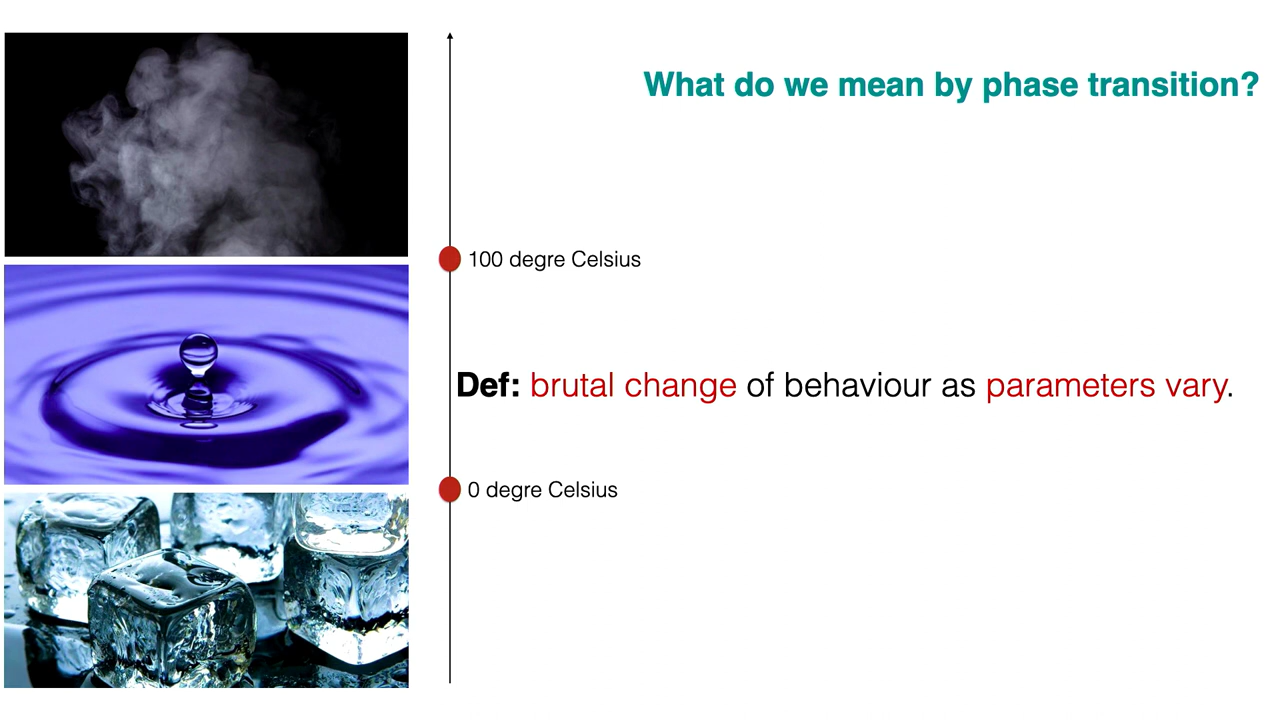 What do we mean by phase transition?
100 degre Celsius
Def: brutal change of behaviour as parameters vary.
0 degre Celsius